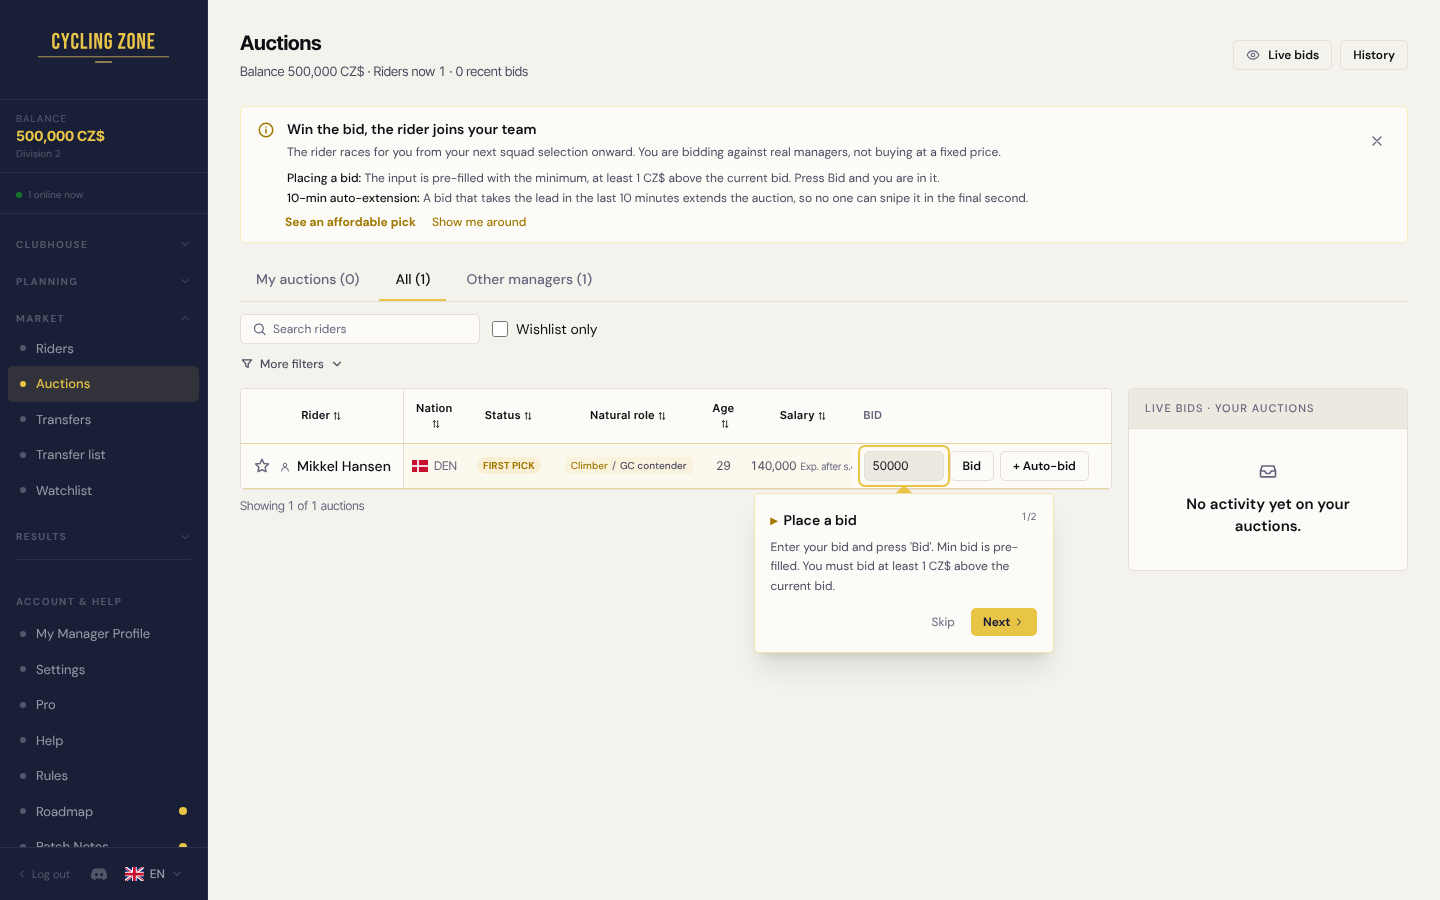 CYCLING ZONE
BALANCE
500,000 CZ$
Division 2
1 online now
CLUBHOUSE
PLANNING
MARKET
Riders
Auctions
Transfers
Transfer list
Watchlist
RESULTS
ACCOUNT & HELP
My Manager Profile
Settings
Pro
Help
Rules
Roadmap
Patch Notes
Log out
EN
Auctions
Balance 500,000 CZ$ · Riders now 1 · 0 recent bids
Live bids
History
Win the bid, the rider joins your team
The rider races for you from your next squad selection onward. You are bidding against real managers, not buying at a fixed price.
Placing a bid: The input is pre-filled with the minimum, at least 1 CZ$ above the current bid. Press Bid and you are in it.
10-min auto-extension: A bid that takes the lead in the last 10 minutes extends the auction, so no one can snipe it in the final second.
See an affordable pick Show me around
My auctions (0) All (1) Other managers (1)
Search riders
Wishlist only
More filters
Rider Nation Status Natural role Age Salary BID
Mikkel Hansen DEN FIRST PICK Climber / GC contender 29 140,000 Exp. after s. 50000 Bid + Auto-bid
Showing 1 of 1 auctions
Place a bid 1/2
Enter your bid and press 'Bid'. Min bid is pre-
filled. You must bid at least 1 CZ$ above the
current bid.
Skip Next
LIVE BIDS · YOUR AUCTIONS
No activity yet on your
auctions.